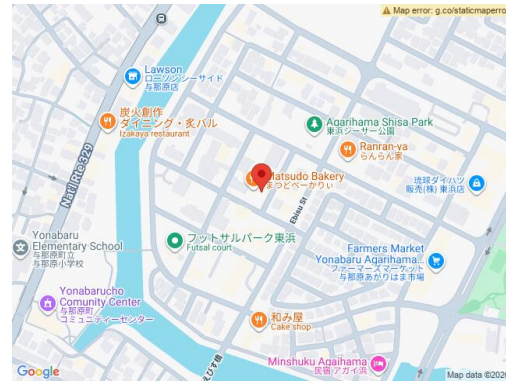 ⚠ Map error: g.co/staticmaperro
Lawson
ローソン シーサイド
与那原店
炭火創作
ダイニング・炙バル
Izakaya restaurant
Agarihama Shisa Park
東浜シーサー公園
Ranran-ya
らんらん家
Nat'l Rte 329
Matsudo Bakery
まつどべーかりぃ
琉球ダイハツ
販売(株) 東浜店
Ebisu St
Yonabaru
Elementary School
与那原町立
与那原小学校
フットサルパーク東浜
Futsal court
Farmers Market
Yonabaru Agarihama...
ファーマーズマーケット
与那原あがりはま市場
Yonabarucho
Comunity Center
与那原町
コミュニティーセンター
和み屋
Cake shop
えびす橋
Minshuku Agaihama
民宿 アガイ浜
Google
Map data ©2026